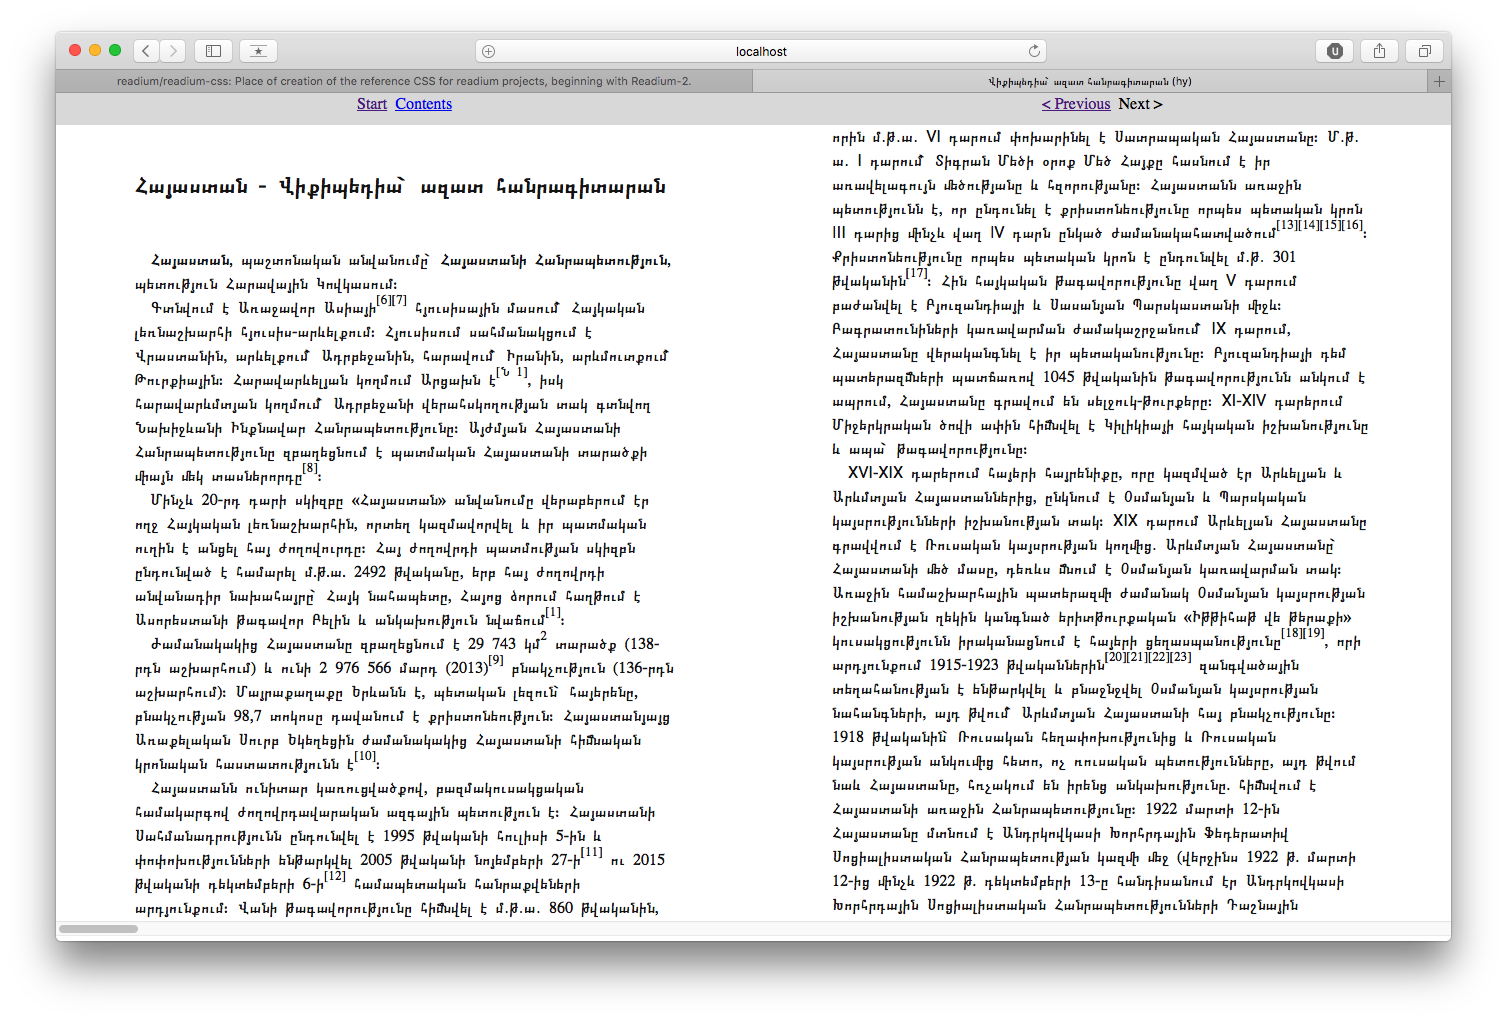 localhost
readium/readium-css: Place of creation of the reference CSS for readium projects, beginning with Readium-2.
Վիքիպեդիա՝ ազատ հանրագիտարան (hy)
Start Contents
< Previous Next >
Հայաստան - Վիքիպեդիա՝ ազատ հանրագիտարան
Հայաստան, պաշտոնական անվանումը՝ Հայաստանի Հանրապետություն,
պետություն Հարավային Կովկասում։
Գտնվում է Առաջավոր Ասիայի[6][7] հյուսիսային մասում՝ Հայկական
լեռնաշխարհի հյուսիս-արևելքում։ Հյուսիսում սահմանակցում է
Վրաստանին, արևելքում՝ Ադրբեջանին, հարավում՝ Իրանին, արևմուտքում՝
Թուրքիային։ Հարավարևելյան կողմում Արցախն է[Ն 1], իսկ
հարավարևմտյան կողմում՝ Ադրբեջանի վերահսկողության տակ գտնվող
Նախիջևանի Ինքնավար Հանրապետությունը։ Այժմյան Հայաստանի
Հանրապետությունը զբաղեցնում է պատմական Հայաստանի տարածքի
միայն մեկ տասներորդը[8]։
Մինչև 20-րդ դարի սկիզբը «Հայաստան» անվանումը վերաբերում էր
ողջ Հայկական լեռնաշխարհին, որտեղ կազմավորվել և իր պատմական
ուղին է անցել հայ ժողովուրդը։ Հայ ժողովրդի պատմության սկիզբն
ընդունված է համարել մ.թ.ա. 2492 թվականը, երբ հայ ժողովրդի
անվանադիր նախահայրը՝ Հայկ նահապետը, Հայոց ձորում հաղթում է
Ասորեստանի թագավոր Բելին և անկախություն նվաճում[1]։
Ժամանակակից Հայաստանը զբաղեցնում է 29 743 կմ2 տարածք (138-
րդն աշխարհում) և ունի 2 976 566 մարդ (2013)[9] բնակչություն (136-րդն
աշխարհում)։ Մայրաքաղաքը Երևանն է, պետական լեզուն՝ հայերենը,
բնակչության 98,7 տոկոսը դավանում է քրիստոնեություն։ Հայաստանյայց
Առաքելական Սուրբ Եկեղեցին ժամանակակից Հայաստանի հիմնական
կրոնական հաստատությունն է[10]։
Հայաստանն ունիտար կառուցվածքով, բազմակուսակցական
համակարգով ժողովրդավարական ազգային պետություն է։ Հայաստանի
Սահմանադրությունն ընդունվել է 1995 թվականի հուլիսի 5-ին և
փոփոխությունների ենթարկվել 2005 թվականի նոյեմբերի 27-ի[11] ու 2015
թվականի դեկտեմբերի 6-ի[12] համապետական հանրաքվեների
արդյունքում։ Վանի թագավորությունը հիմնվել է մ.թ.ա. 860 թվականին,
որին մ.թ.ա. VI դարում փոխարինել է Սատրապական Հայաստանը։ Մ.թ.
ա. I դարում՝ Տիգրան Մեծի օրոք Մեծ Հայքը հասնում է իր
առավելագույն մեծությանը և հզորությանը։ Հայաստանն առաջին
պետությունն է, որ ընդունել է քրիստոնեությունը որպես պետական կրոն
III դարից մինչև վաղ IV դարն ընկած ժամանակահատվածում[13][14][15][16]։
Քրիստոնեությունը որպես պետական կրոն է ընդունվել մ.թ. 301
թվականին[17]։ Հին հայկական թագավորությունը վաղ V դարում
բաժանվել է Բյուզանդիայի և Սասանյան Պարսկաստանի միջև։
Բագրատունիների կառավարման ժամակաշրջանում՝ IX դարում,
Հայաստանը վերականգնել է իր պետականությունը։ Բյուզանդիայի դեմ
պատերազմների պատճառով 1045 թվականին թագավորությունն անկում է
ապրում, Հայաստանը գրավում են սելջուկ-թուրքերը։ XI-XIV դարերում
Միջերկրական ծովի ափին հիմնվել է Կիլիկիայի հայկական իշխանությունը
և ապա՝ թագավորությունը։
XVI-XIX դարերում հայերի հայրենիքը, որը կազմված էր Արևելյան և
Արևմտյան Հայաստաններից, ընկնում է Օսմանյան և Պարսկական
կայսրությունների իշխանության տակ։ XIX դարում Արևելյան Հայաստանը
գրավվում է Ռուսական կայսրության կողմից. Արևմտյան Հայաստանը՝
Հայաստանի մեծ մասը, դեռևս մնում է Օսմանյան կառավարման տակ։
Առաջին համաշխարհային պատերազմի ժամանակ Օսմանյան կայսրության
իշխանության ղեկին կանգնած երիտթուրքական «Իթթիհաթ վե թերաքի»
կուսակցությունն իրականացնում է հայերի ցեղասպանությունը[18][19], որի
արդյունքում 1915-1923 թվականներին[20][21][22][23] զանգվածային
տեղահանության է ենթարկվել և բնաջնջվել Օսմանյան կայսրության
նահանգների, այդ թվում՝ Արևմտյան Հայաստանի հայ բնակչությունը։
1918 թվականին՝ Ռուսական հեղափոխությունից և Ռուսական
կայսրության անկումից հետո, ոչ ռուսական պետությունները, այդ թվում
նաև Հայաստանը, հռչակում են իրենց անկախությունը. հիմնվում է
Հայաստանի առաջին Հանրապետությունը։ 1922 մարտի 12-ին
Հայաստանը մտնում է Անդրկովկասի Խորհրդային Ֆեդերատիվ
Սոցիալիստական Հանրապետության կազմի մեջ (վերջինս 1922 թ. մարտի
12-ից մինչև 1922 թ. դեկտեմբերի 13-ը հանդիսանում էր Անդրկովկասի
Խորհրդային Սոցիալիստական Հանրապետությունների Դաշնային